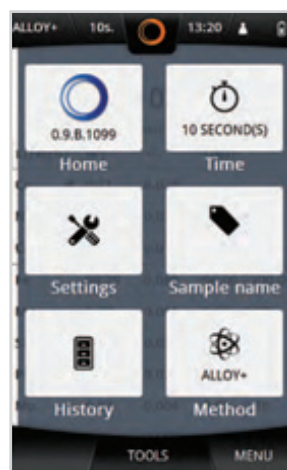 ALLOY+ 10s. 13:20
0.9.B.1099
10 SECOND(S)
Home
Time
Settings
Sample name
ALLOY+
History
Method
TOOLS
MENU